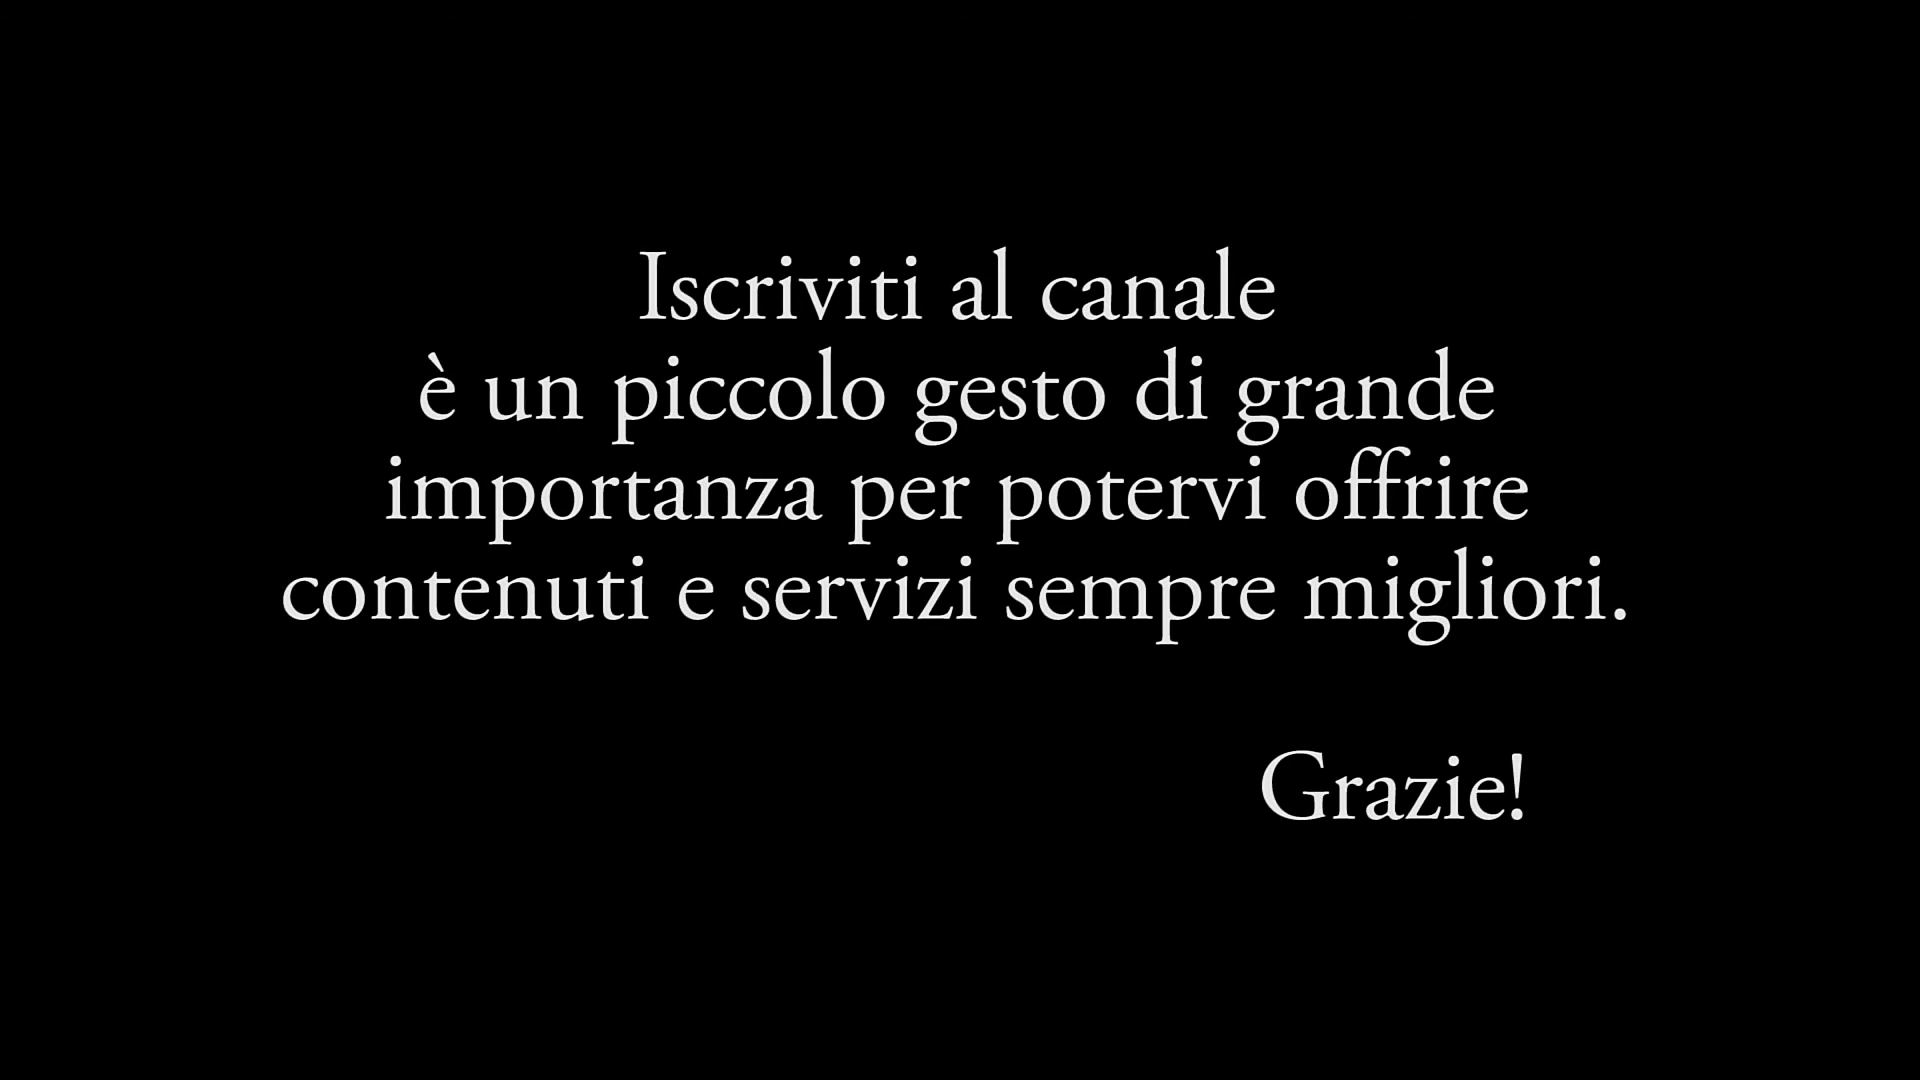 Iscriviti al canale
è un piccolo gesto di grande
importanza per potervi offrire
contenuti e servizi sempre migliori.
Grazie!